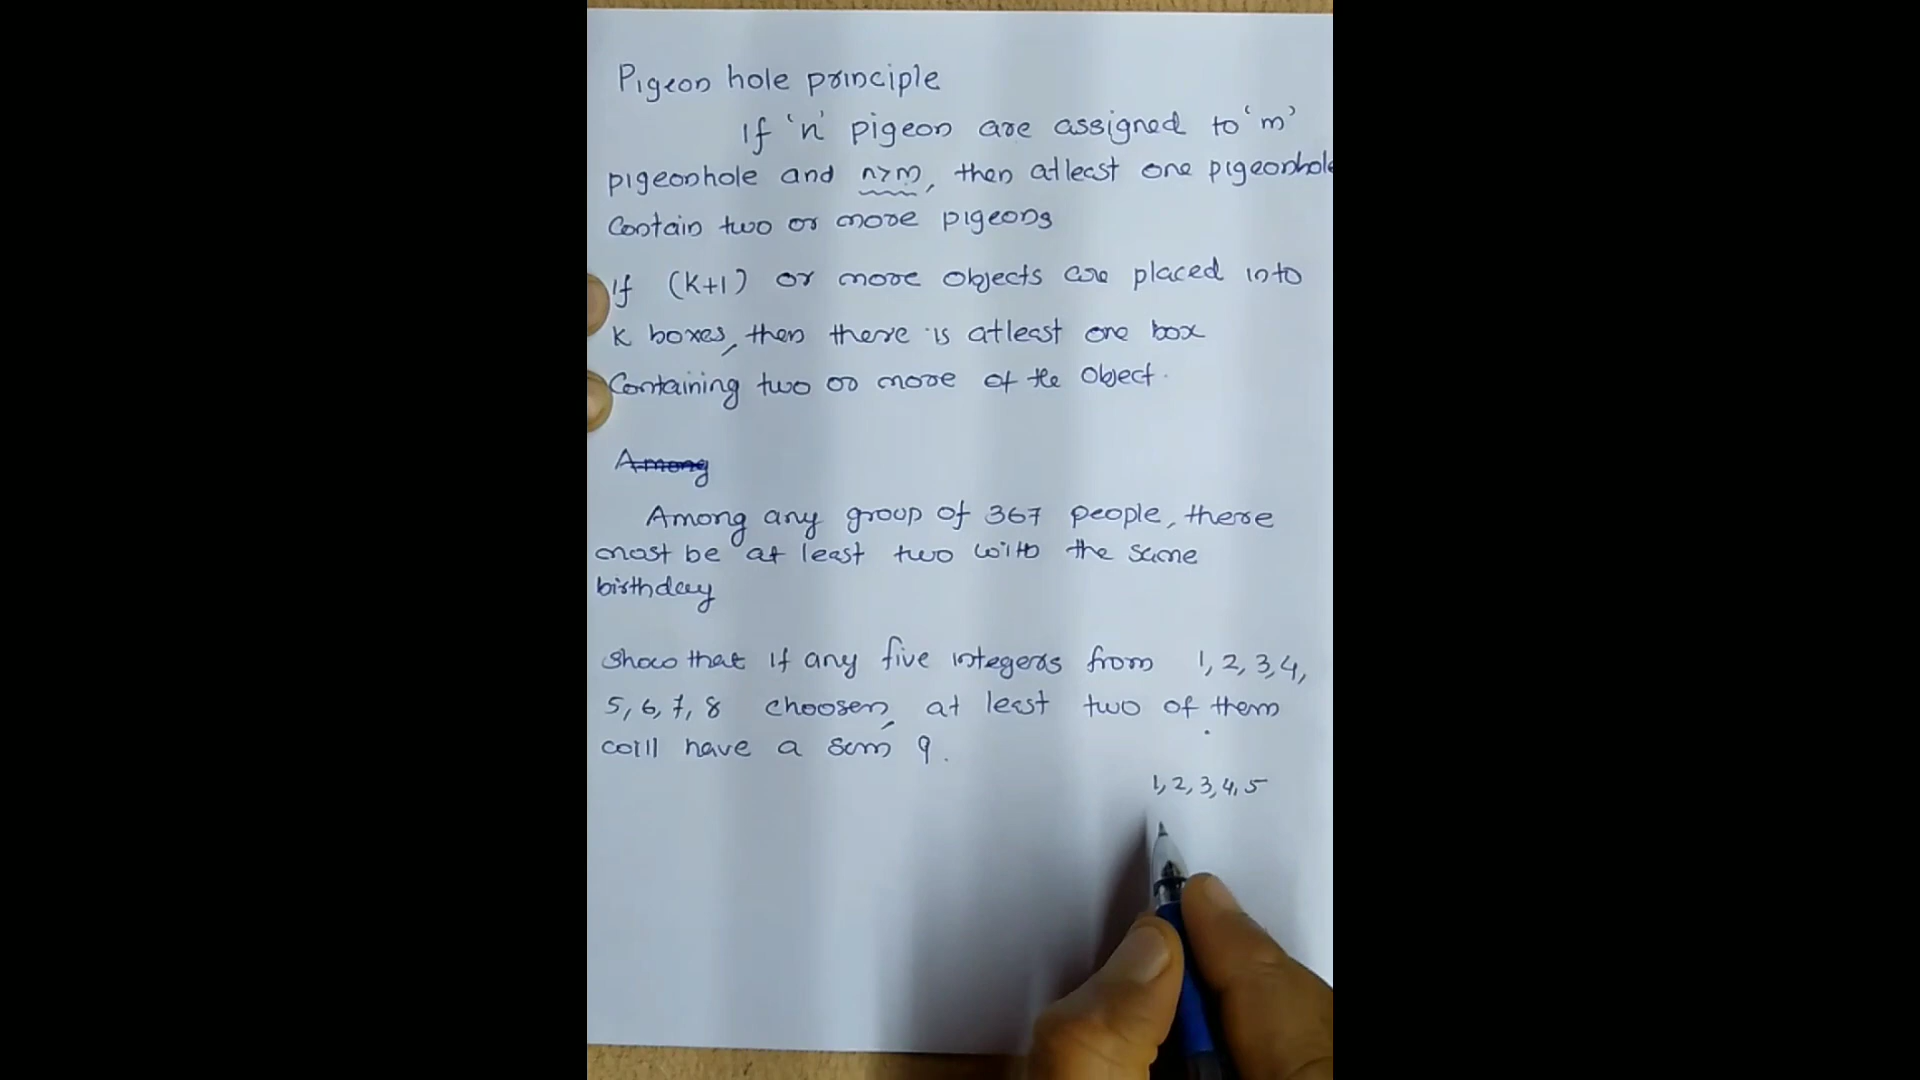 Pigeon hole principle
If 'n' pigeon are assigned to 'm'
pigeonhole and n>m, then atleast one pigeonhole
Contain two or more pigeons
If (k+1) or more objects are placed into
k boxes, then there is atleast one box
Containing two or more of the Object.
Among
Among any group of 367 people, there
must be at least two with the same
birthday
Show that if any five integers from 1, 2, 3, 4,
5, 6, 7, 8 choosen, at least two of them
will have a sum 9.
1, 2, 3, 4, 5